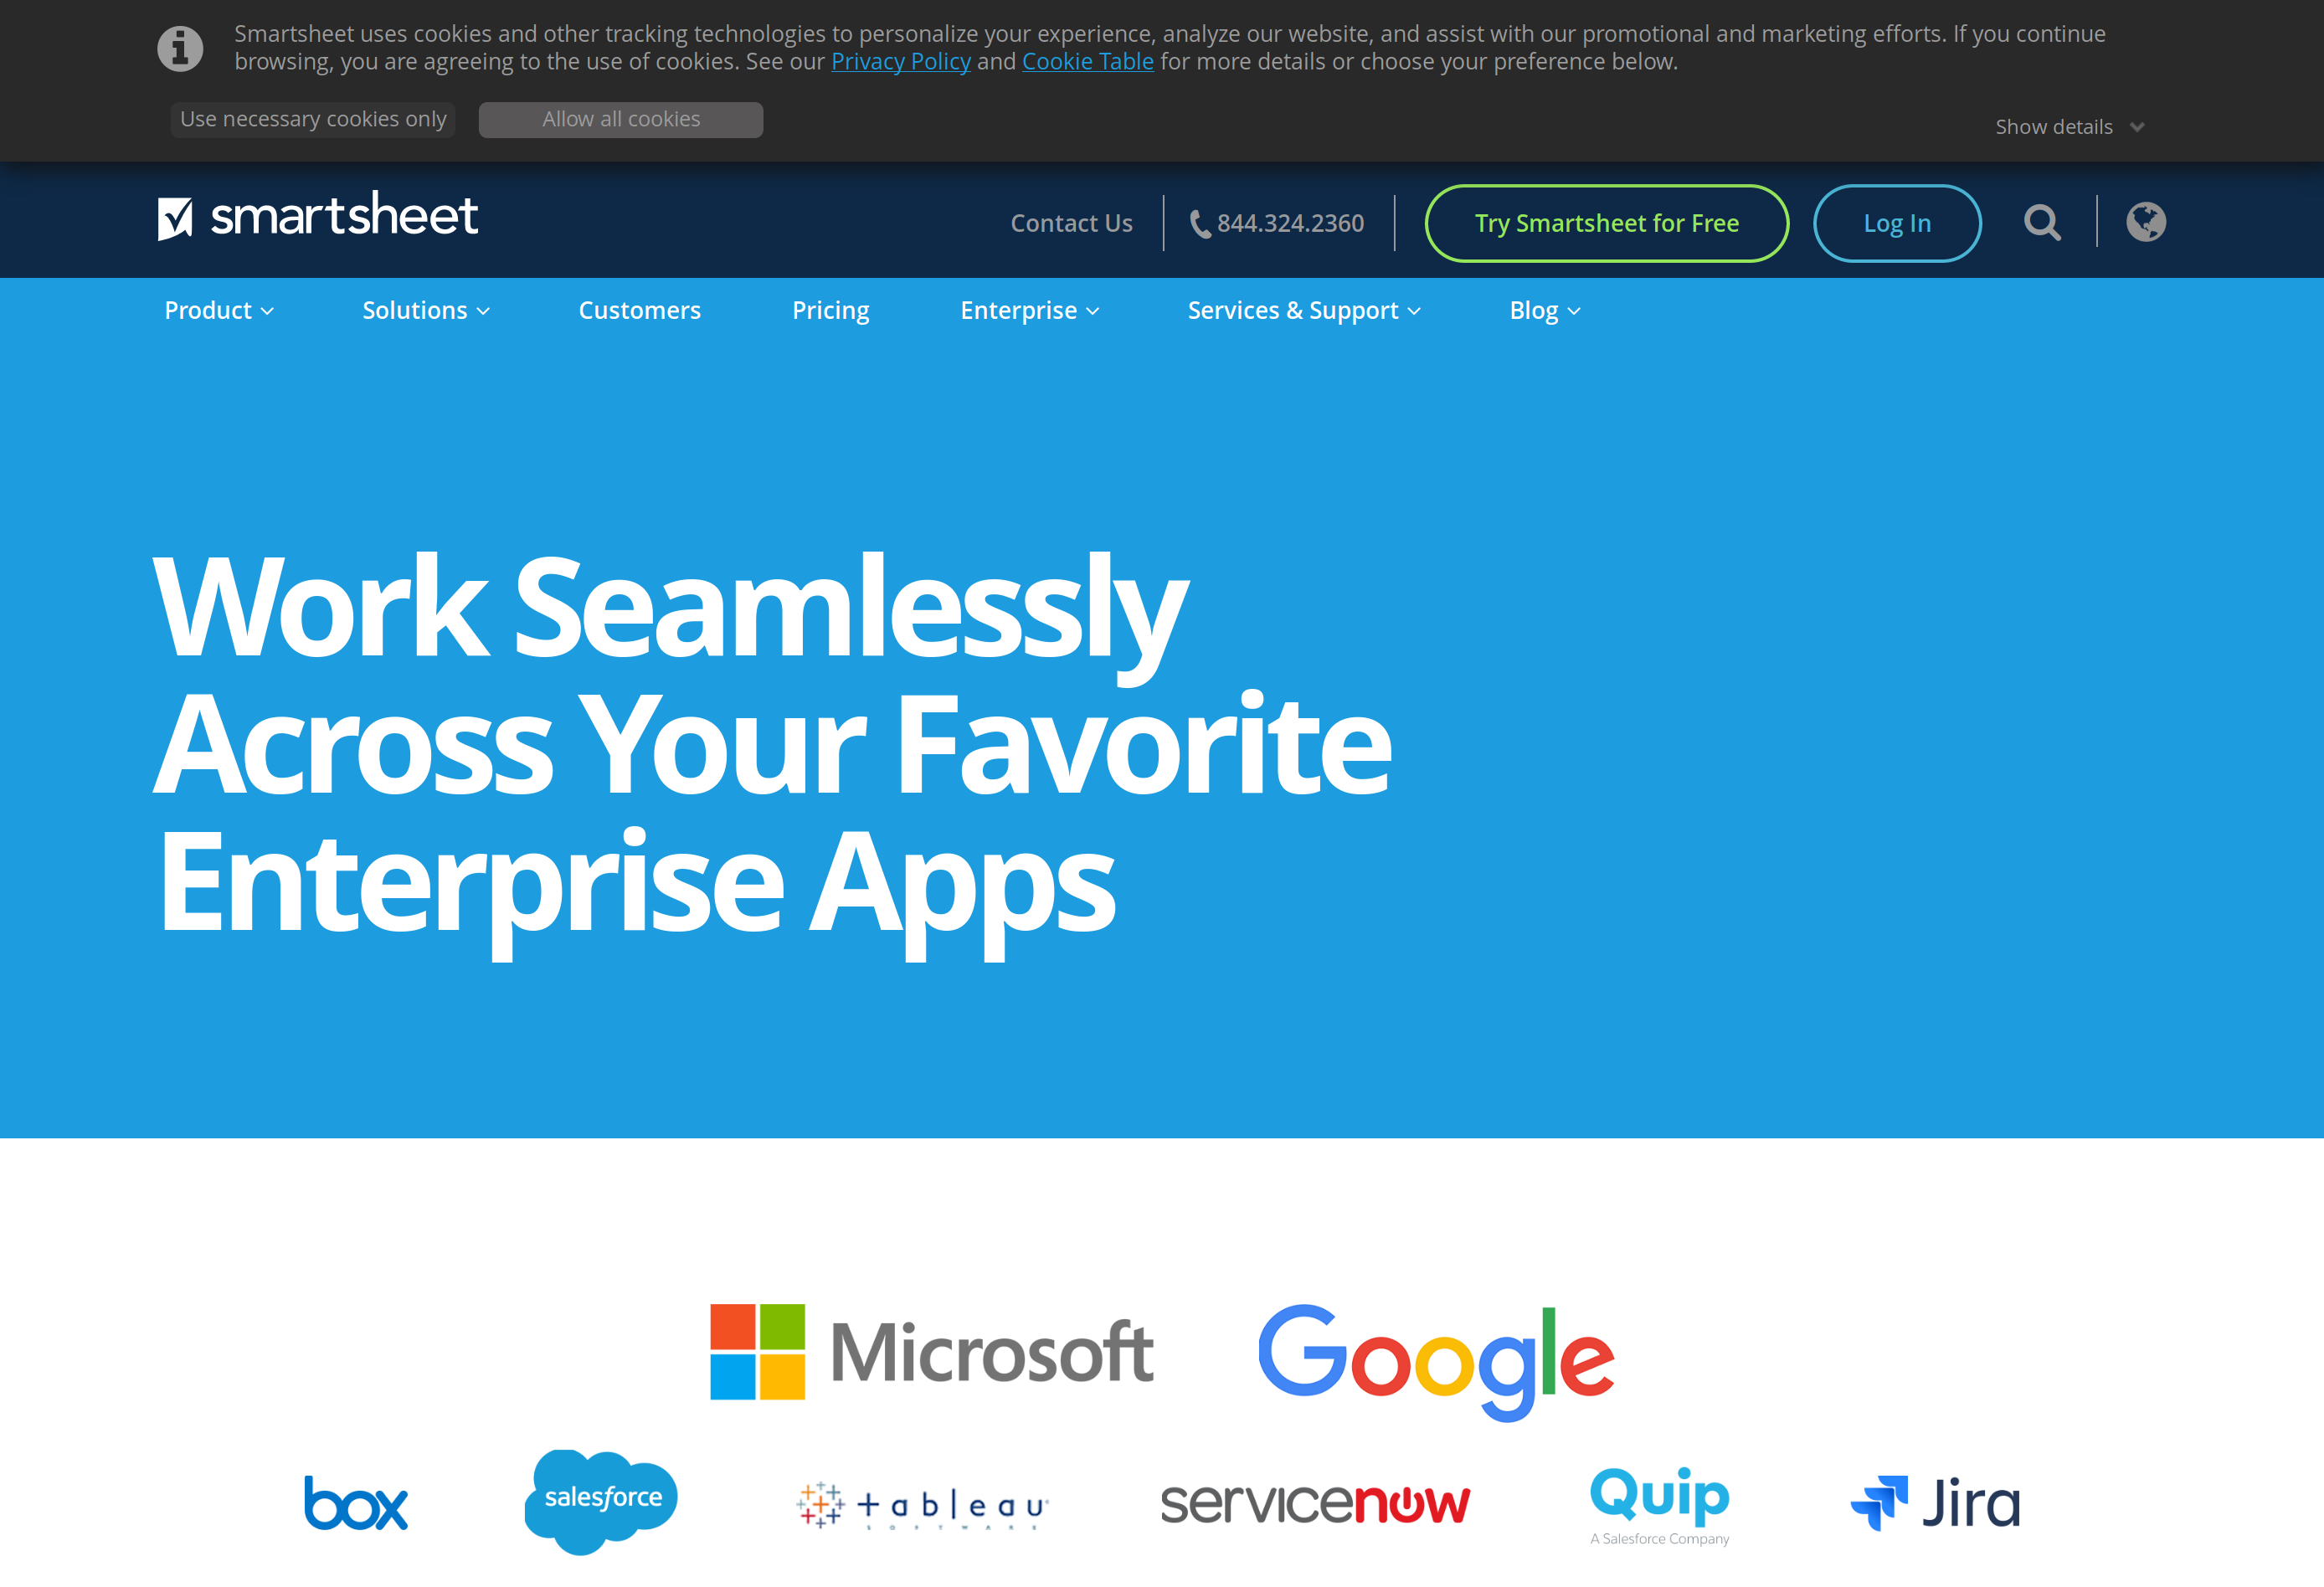 Smartsheet uses cookies and other tracking technologies to personalize your experience, analyze our website, and assist with our promotional and marketing efforts. If you continue
browsing, you are agreeing to the use of cookies. See our Privacy Policy and Cookie Table for more details or choose your preference below.
Use necessary cookies only Allow all cookies Show details
smartsheet Contact Us 844.324.2360 Try Smartsheet for Free Log In
Product Solutions Customers Pricing Enterprise Services & Support Blog
Work Seamlessly
Across Your Favorite
Enterprise Apps
Microsoft Google
box salesforce tableau servicenow Quip Jira
SOFTWARE A Salesforce Company